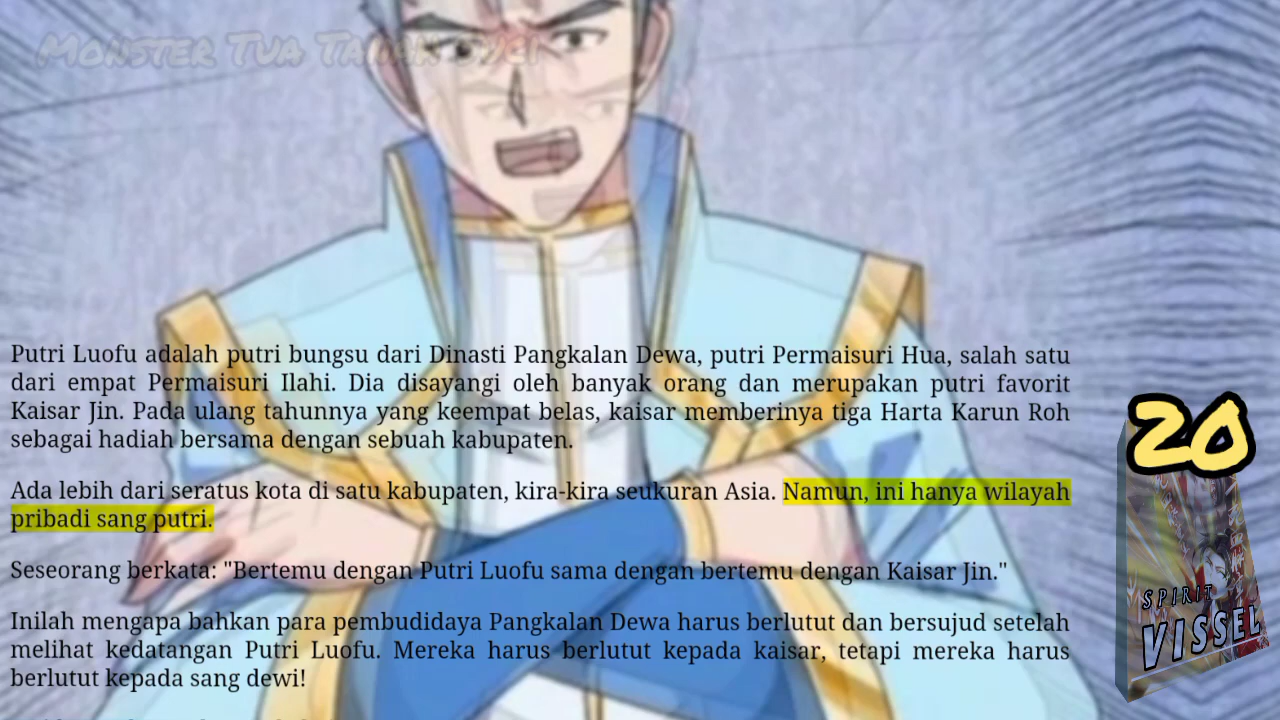 Monster Tua Tanah Suci
Putri Luofu adalah putri bungsu dari Dinasti Pangkalan Dewa, putri Permaisuri Hua, salah satu
dari empat Permaisuri Ilahi. Dia disayangi oleh banyak orang dan merupakan putri favorit
Kaisar Jin. Pada ulang tahunnya yang keempat belas, kaisar memberinya tiga Harta Karun Roh
sebagai hadiah bersama dengan sebuah kabupaten.
Ada lebih dari seratus kota di satu kabupaten, kira-kira seukuran Asia. Namun, ini hanya wilayah
pribadi sang putri.
Seseorang berkata: "Bertemu dengan Putri Luofu sama dengan bertemu dengan Kaisar Jin."
Inilah mengapa bahkan para pembudidaya Pangkalan Dewa harus berlutut dan bersujud setelah
melihat kedatangan Putri Luofu. Mereka harus berlutut kepada kaisar, tetapi mereka harus
berlutut kepada sang dewi!
20
SPIRIT
VISSEL